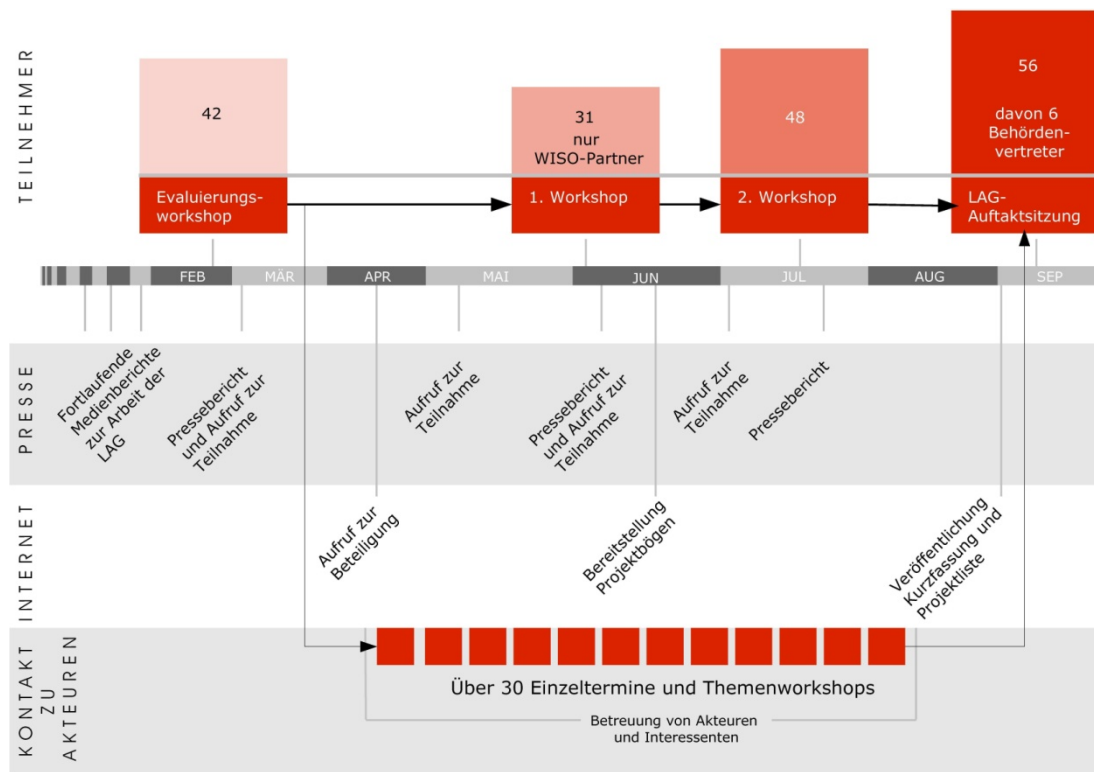 TEILNEHMER
42
31
nur
WISO-Partner
48
56
davon 6
Behörden-
vertreter
Evaluierungs-
workshop
1. Workshop
2. Workshop
LAG-
Auftaktsitzung
FEB
MÄR
APR
MAI
JUN
JUL
AUG
SEP
PRESSE
Fortlaufende
Medienberichte
zur Arbeit der
LAG
Pressebericht
und Aufruf zur
Teilnahme
Aufruf zur
Teilnahme
Pressebericht
und Aufruf zur
Teilnahme
Aufruf zur
Teilnahme
Pressebericht
INTERNET
Aufruf zur
Beteiligung
Bereitstellung
Projektbögen
Veröffentlichung
Kurzfassung und
Projektliste
KONTAKT
ZU
AKTEUREN
Über 30 Einzeltermine und Themenworkshops
Betreuung von Akteuren
und Interessenten